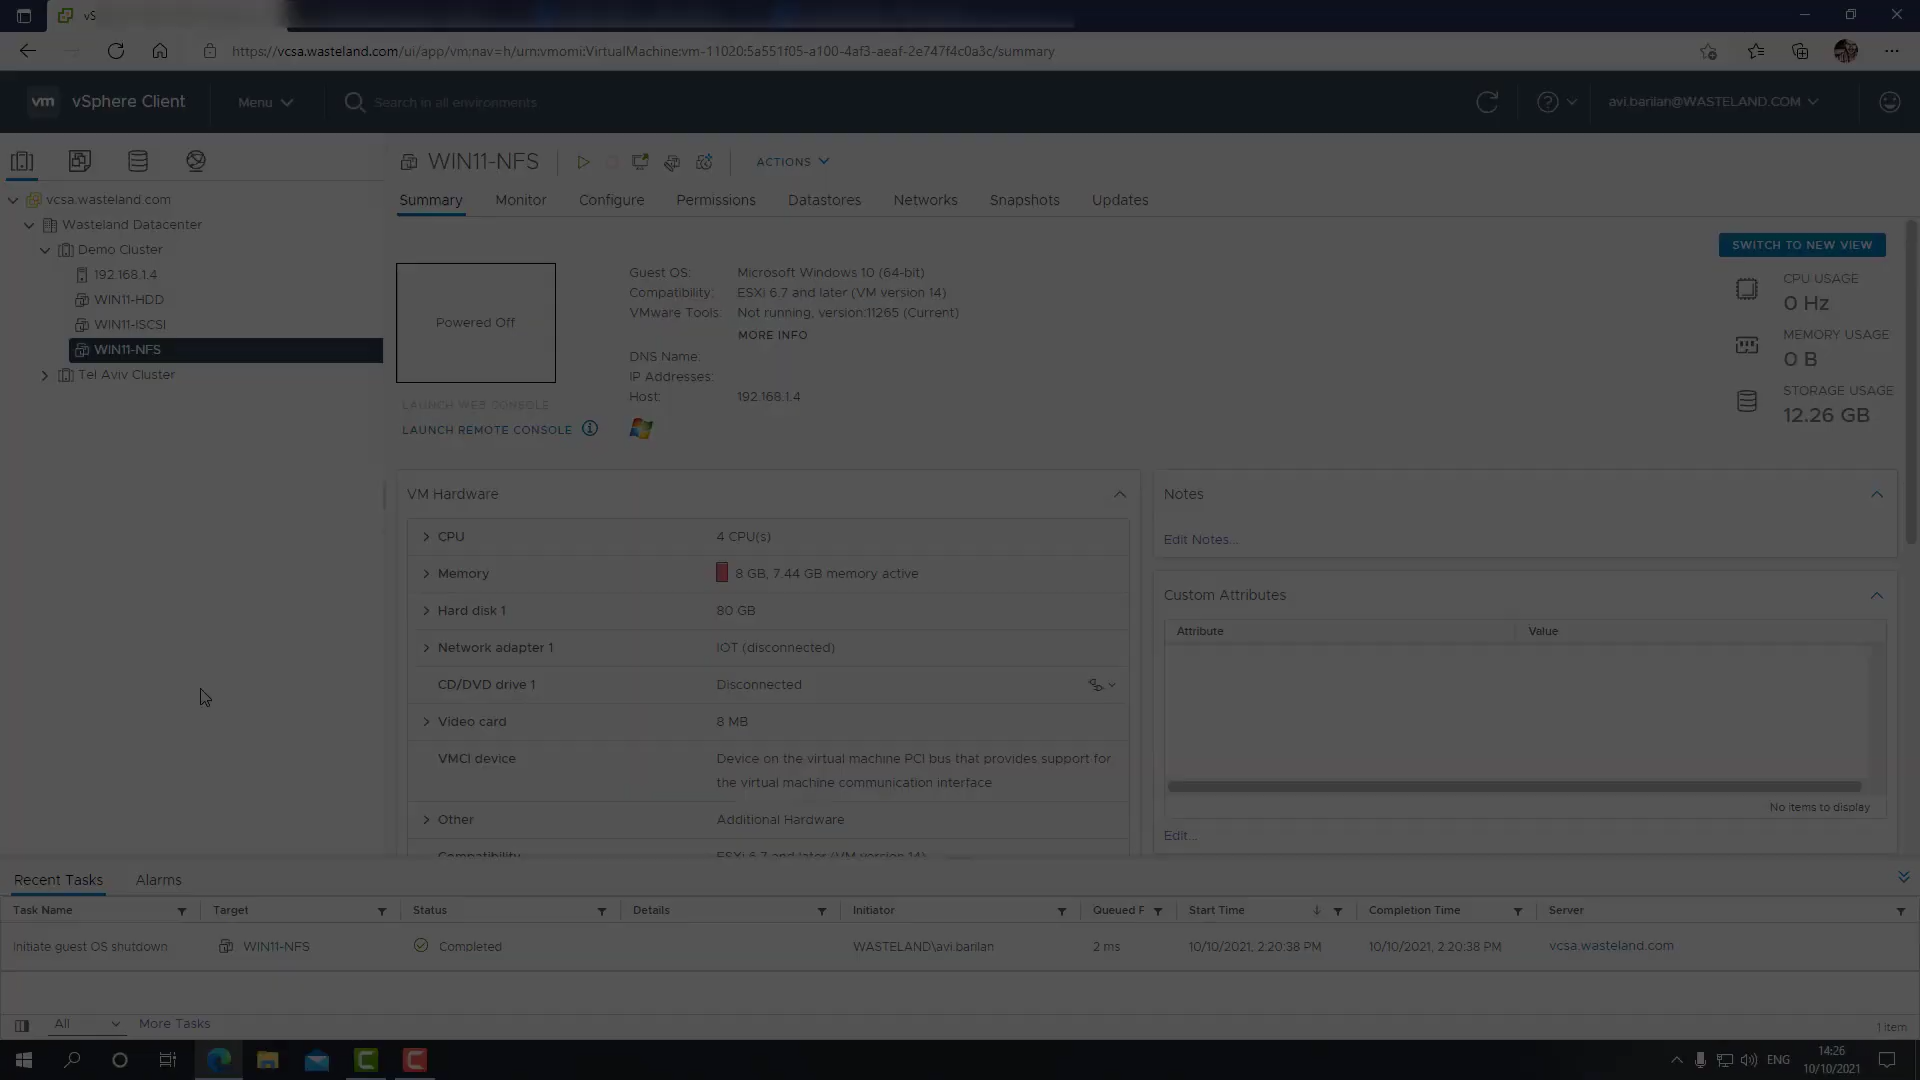 vS
https://vcsa.wasteland.com/ui/app/vm;nav=h/urn:vmomi:VirtualMachine:vm-11020:5a551f05-a100-4af3-aeaf-2e747f4c0a3c/summary
vm vSphere Client Menu Search in all environments avi.barilan@WASTELAND.COM
WIN11-NFS ACTIONS
Summary Monitor Configure Permissions Datastores Networks Snapshots Updates
vcsa.wasteland.com
Wasteland Datacenter
Demo Cluster
192.168.1.4
WIN11-HDD
WIN11-ISCSI
WIN11-NFS
Tel Aviv Cluster
Powered Off
LAUNCH WEB CONSOLE
LAUNCH REMOTE CONSOLE
Guest OS: Microsoft Windows 10 (64-bit)
Compatibility: ESXi 6.7 and later (VM version 14)
VMware Tools: Not running, version:11265 (Current)
MORE INFO
DNS Name:
IP Addresses:
Host: 192.168.1.4
SWITCH TO NEW VIEW
CPU USAGE
0 Hz
MEMORY USAGE
0 B
STORAGE USAGE
12.26 GB
VM Hardware
CPU 4 CPU(s)
Memory 8 GB, 7.44 GB memory active
Hard disk 1 80 GB
Network adapter 1 IOT (disconnected)
CD/DVD drive 1 Disconnected
Video card 8 MB
VMCI device Device on the virtual machine PCI bus that provides support for
the virtual machine communication interface
Other Additional Hardware
Compatibility ESXi 6.7 and later (VM version 14)
Notes
Edit Notes...
Custom Attributes
Attribute Value
No items to display
Edit...
Recent Tasks Alarms
Task Name Target Status Details Initiator Queued F Start Time Completion Time Server
Initiate guest OS shutdown WIN11-NFS Completed WASTELAND\avi.barilan 2 ms 10/10/2021, 2:20:38 PM 10/10/2021, 2:20:38 PM vcsa.wasteland.com
All More Tasks 1 item
ENG 14:26
10/10/2021